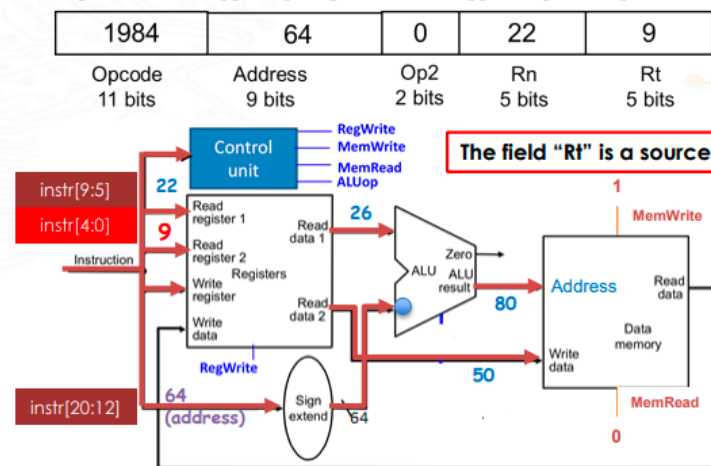 1984 64 0 22 9
Opcode Address Op2 Rn Rt
11 bits 9 bits 2 bits 5 bits 5 bits
RegWrite
MemWrite
MemRead
ALUop
Control
unit
The field “Rt” is a source
instr[9:5]
instr[4:0]
22
9
Instruction
Read
register 1
Read
register 2
Write
register
Write
data
Registers
Read
data 1
Read
data 2
RegWrite
26
ALU
Zero
ALU
result
80
50
1
MemWrite
Address
Read
data
Data
memory
Write
data
MemRead
0
instr[20:12]
64
(address)
Sign
extend
64